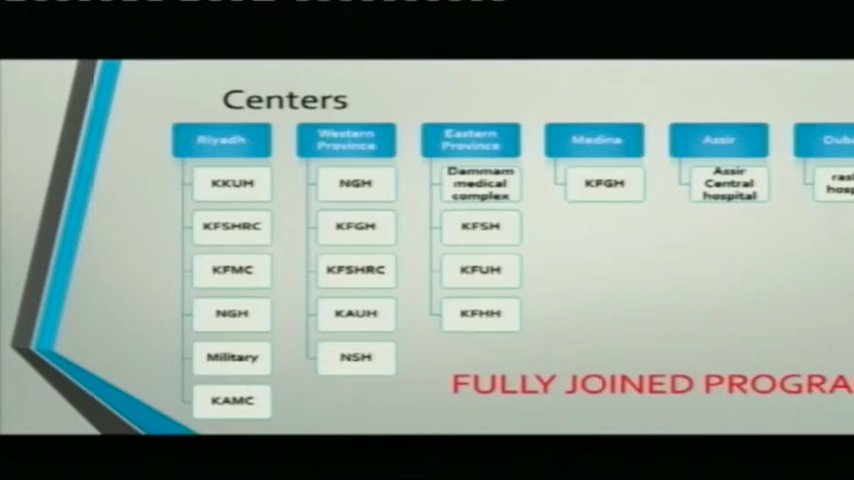 Centers
Riyadh
KKUH
KFSHRC
KFMC
NGH
Military
KAMC
Western
Province
NGH
KFGH
KFSHRC
KAUH
NSH
Eastern
Province
Dammam
medical
complex
KFSH
KFUH
KFHH
Medina
KFGH
Assir
Assir
Central
hospital
FULLY JOINED PROGRA